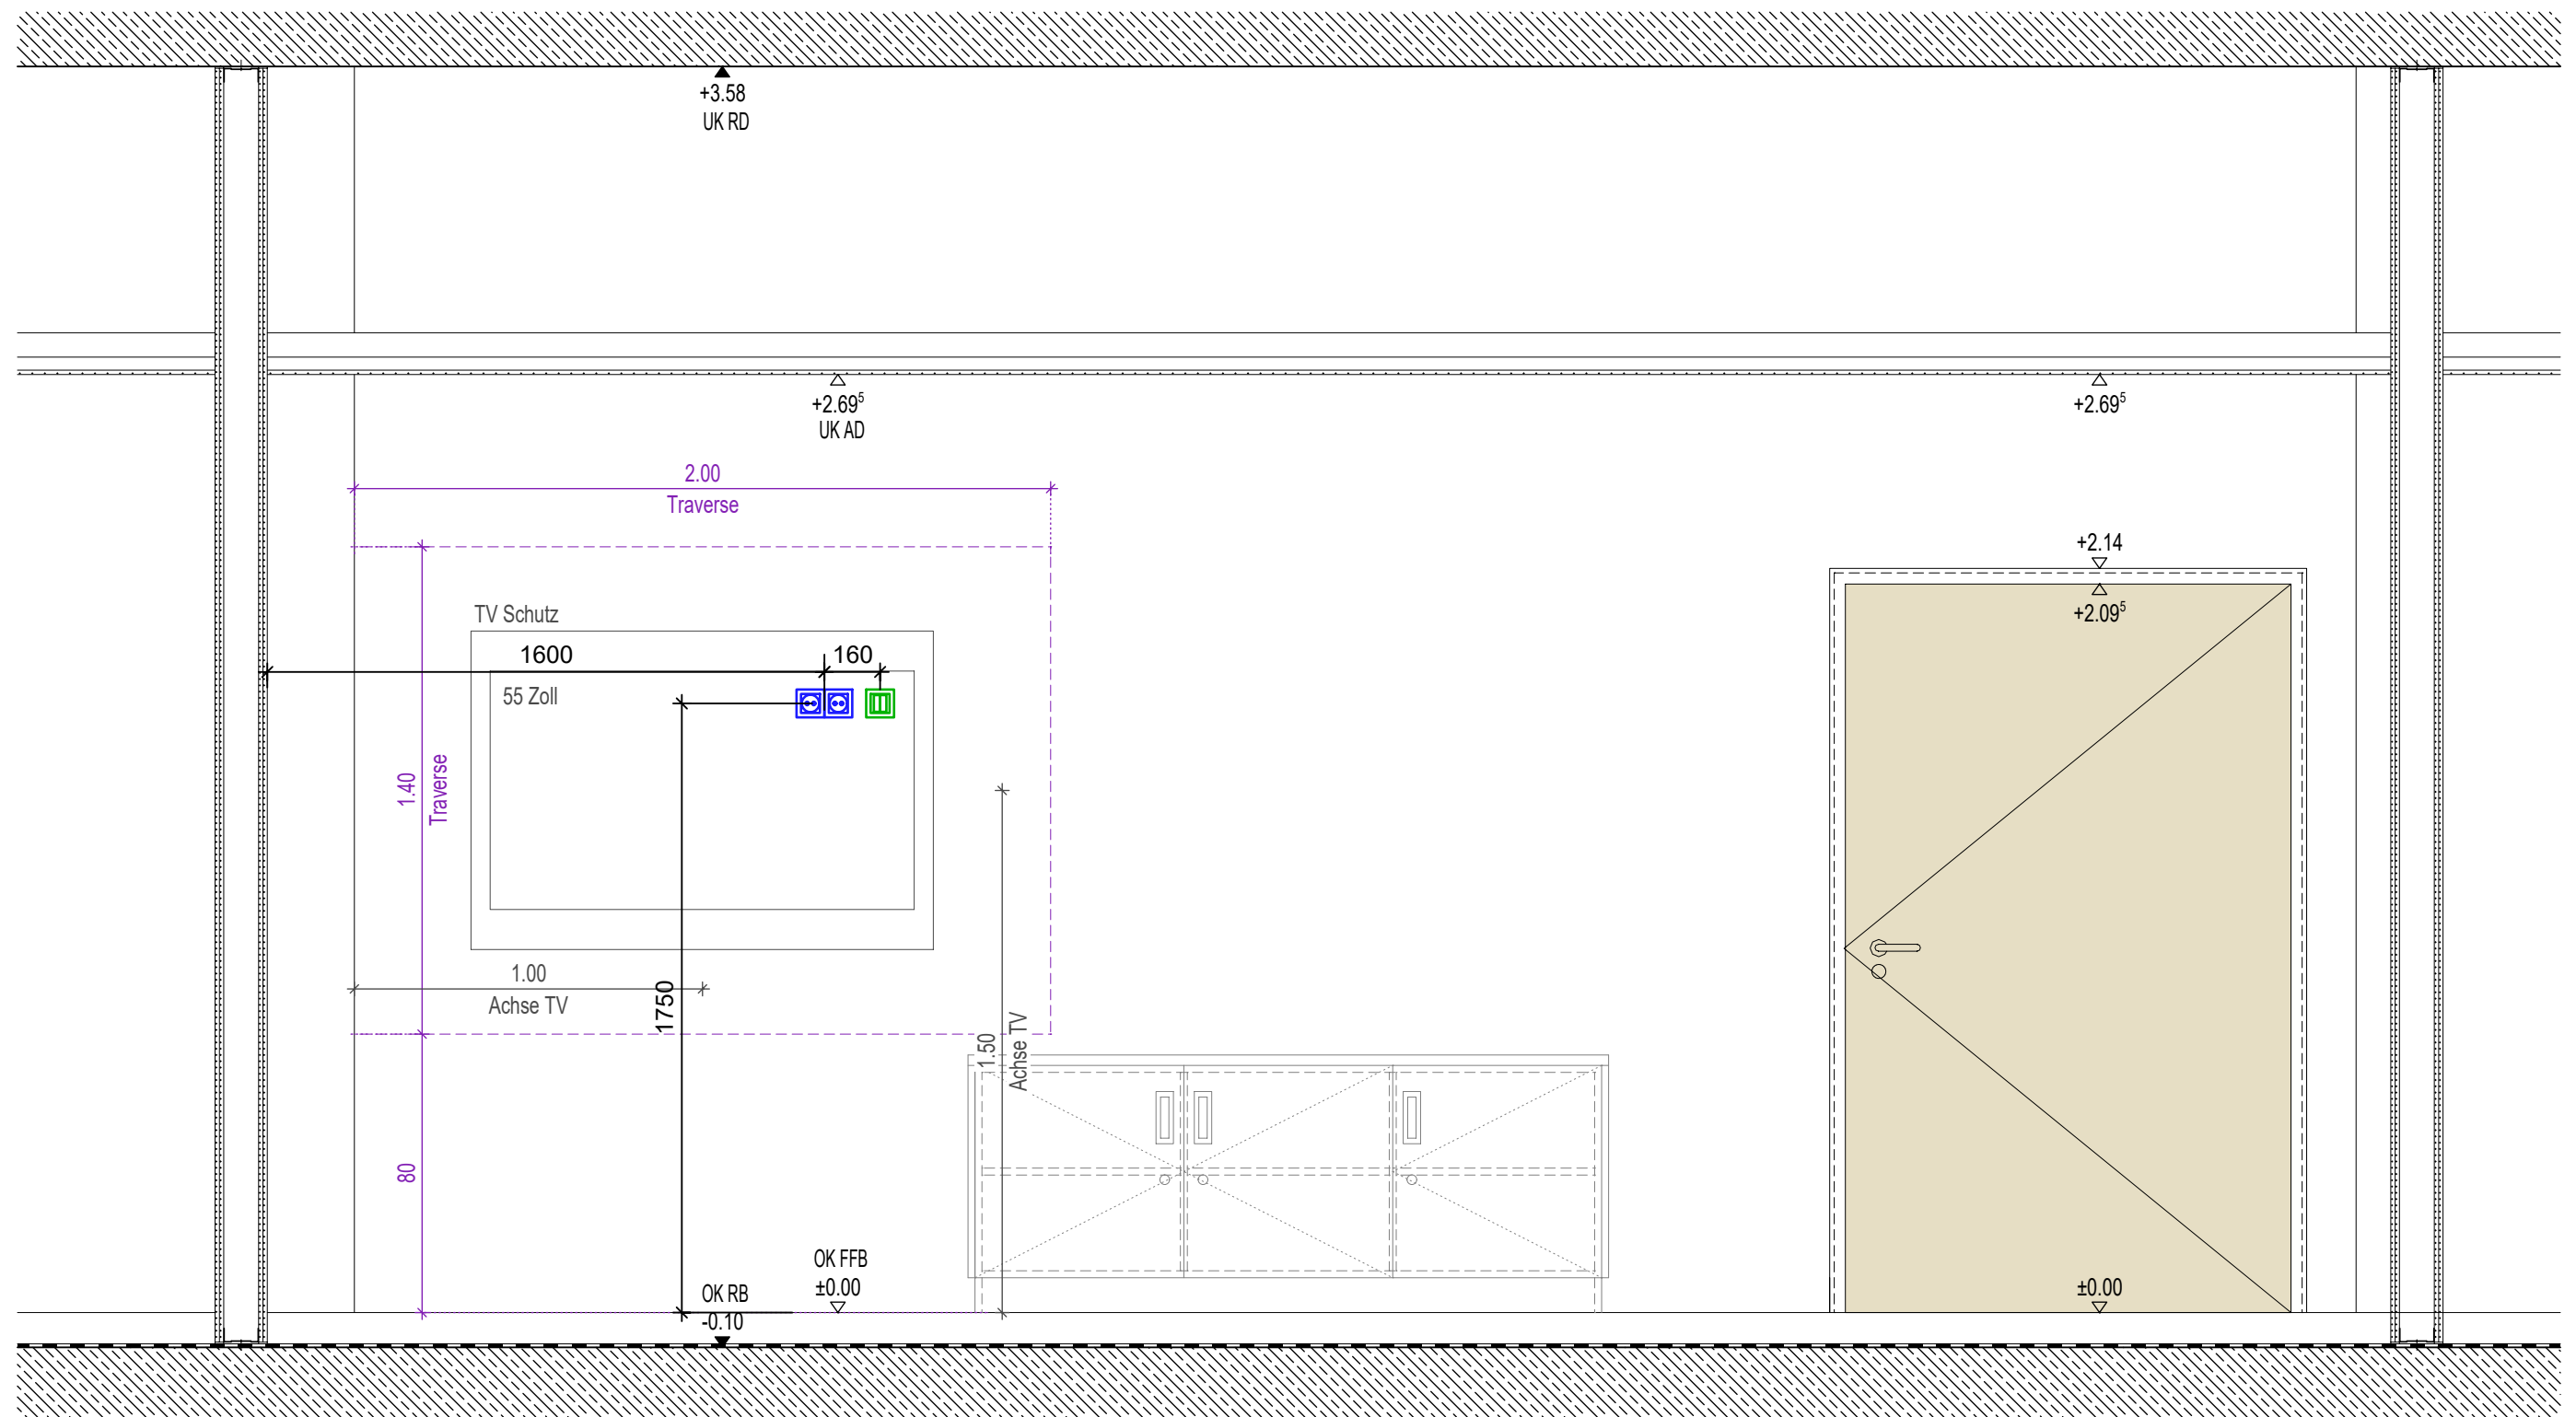 +3.58
UK RD
+2.69⁵
UK AD
+2.69⁵
2.00
Traverse
+2.14
+2.09⁵
TV Schutz
1600
160
55 Zoll
1.40
Traverse
1.00
Achse TV
1750
1.50
Achse TV
80
OK FFB
±0.00
OK RB
-0.10
±0.00